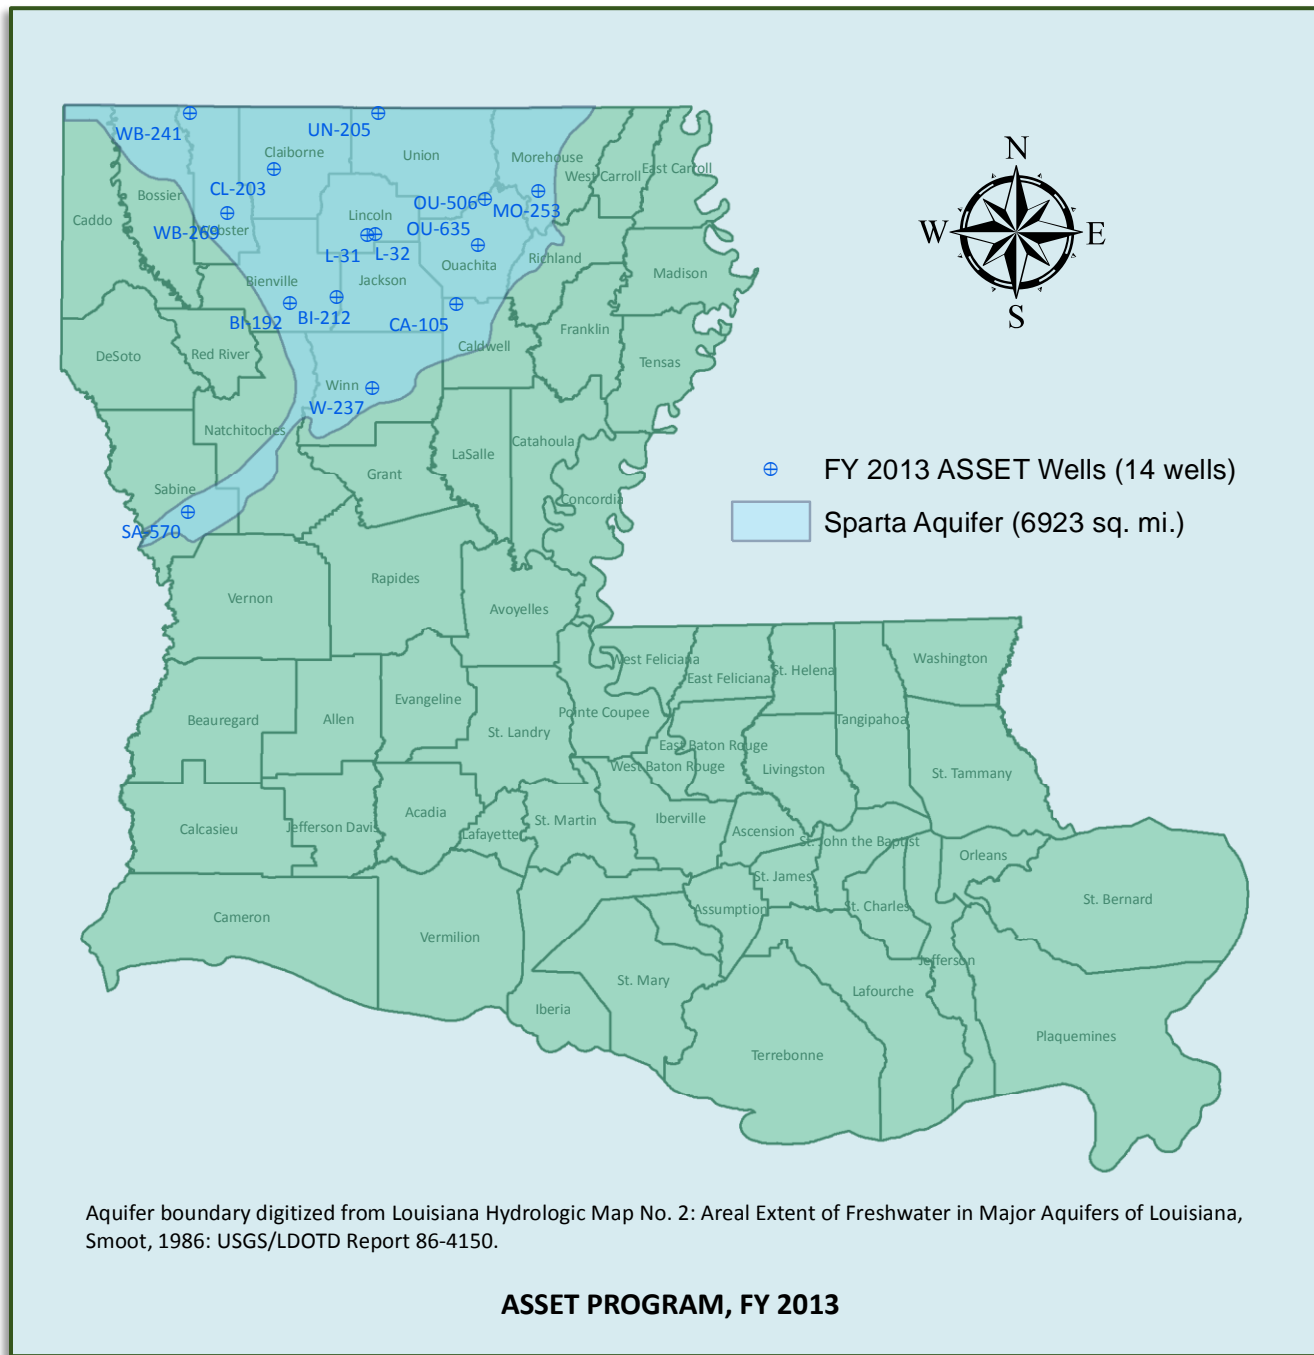 WB-241
UN-205
Claiborne
Union
Morehouse
West Carroll
East Carroll
N
CL-203
Bossier
Caddo
WB-269
Webster
Lincoln
OU-506
MO-253
OU-635
L-31
L-32
W
E
Bienville
Jackson
Ouachita
Richland
Madison
S
BI-192
BI-212
CA-105
Franklin
DeSoto
Red River
Caldwell
Tensas
Winn
W-237
Natchitoches
LaSalle
Catahoula
Grant
Sabine
Concordia
FY 2013 ASSET Wells (14 wells)
SA-570
Sparta Aquifer (6923 sq. mi.)
Rapides
Vernon
Avoyelles
West Feliciana
East Feliciana
St. Helena
Washington
Evangeline
Beauregard
Allen
Pointe Coupee
Tangipahoa
St. Landry
East Baton Rouge
West Baton Rouge
Livingston
St. Tammany
Acadia
Calcasieu
Jefferson Davis
Lafayette
St. Martin
Iberville
Ascension
St. John the Baptist
Orleans
St. James
St. Bernard
Cameron
Vermilion
Assumption
St. Charles
Jefferson
St. Mary
Lafourche
Iberia
Terrebonne
Plaquemines
Aquifer boundary digitized from Louisiana Hydrologic Map No. 2: Areal Extent of Freshwater in Major Aquifers of Louisiana,
Smoot, 1986: USGS/LDOTD Report 86-4150.
ASSET PROGRAM, FY 2013